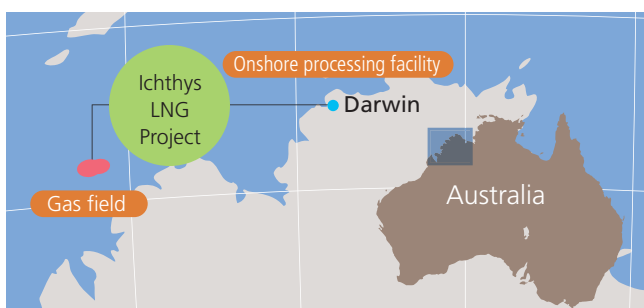 Onshore processing facility
Ichthys
LNG
Project
Darwin
Gas field
Australia